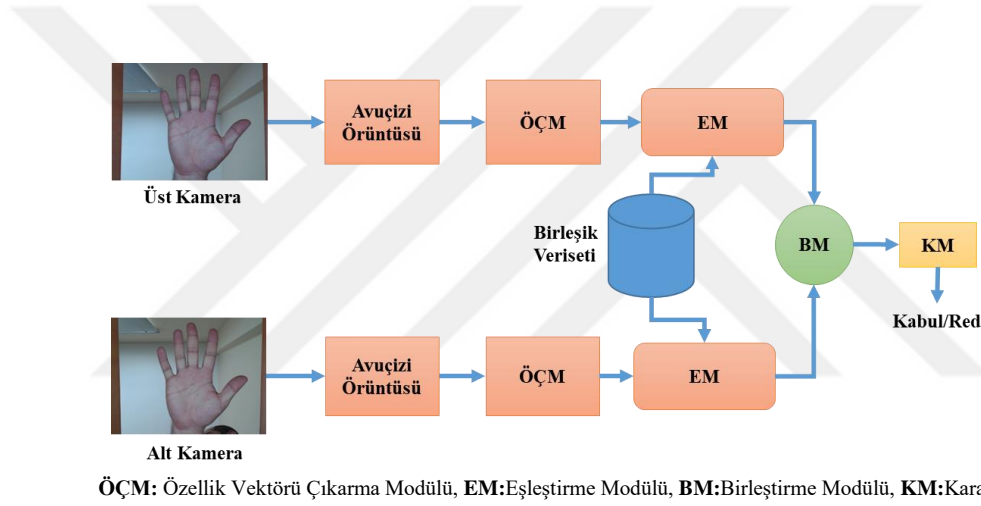 Avuçizi
Örüntüsü
ÖÇM
EM
Üst Kamera
Birleşik
Veriseti
BM
KM
Kabul/Red
Avuçizi
Örüntüsü
ÖÇM
EM
Alt Kamera
ÖÇM: Özellik Vektörü Çıkarma Modülü, EM:Eşleştirme Modülü, BM:Birleştirme Modülü, KM:Kara